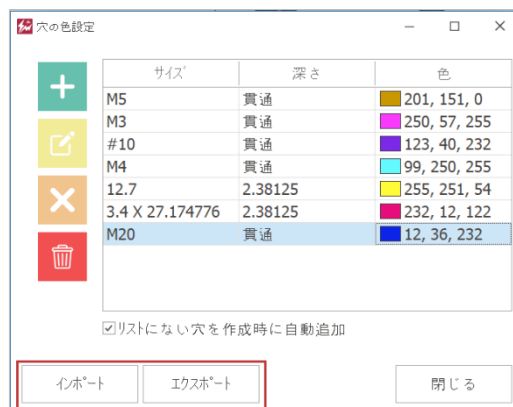 穴の色設定
サイズ 深さ 色
M5 貫通 201, 151, 0
M3 貫通 250, 57, 255
#10 貫通 123, 40, 232
M4 貫通 99, 250, 255
12.7 2.38125 255, 251, 54
3.4 X 27.174776 2.38125 232, 12, 122
M20 貫通 12, 36, 232
リストにない穴を作成時に自動追加
インポート エクスポート 閉じる